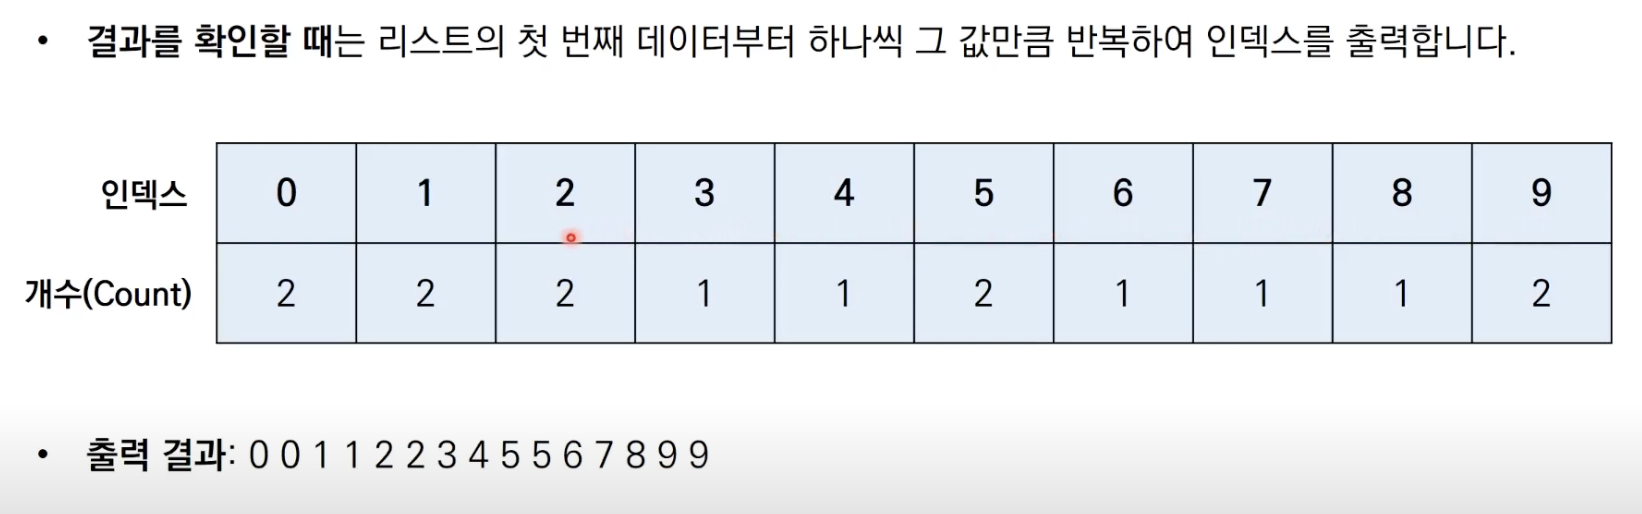 • 결과를 확인할 때는 리스트의 첫 번째 데이터부터 하나씩 그 값만큼 반복하여 인덱스를 출력합니다.
인덱스 0 1 2 3 4 5 6 7 8 9
개수(Count) 2 2 2 1 1 2 1 1 1 2
• 출력 결과: 0 0 1 1 2 2 3 4 5 5 6 7 8 9 9